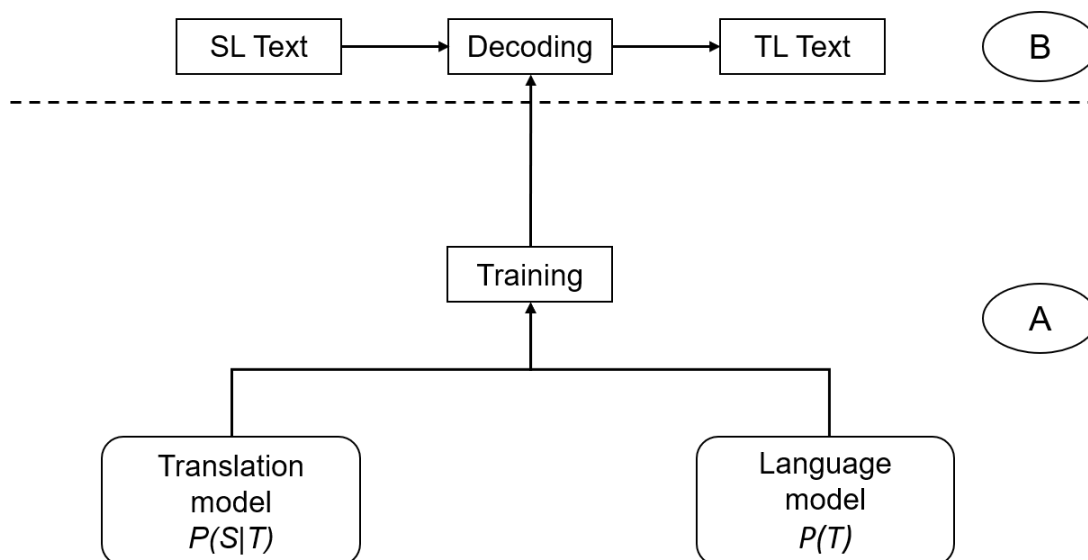 SL Text
Decoding
TL Text
B
Training
A
Translation
model
P(S|T)
Language
model
P(T)